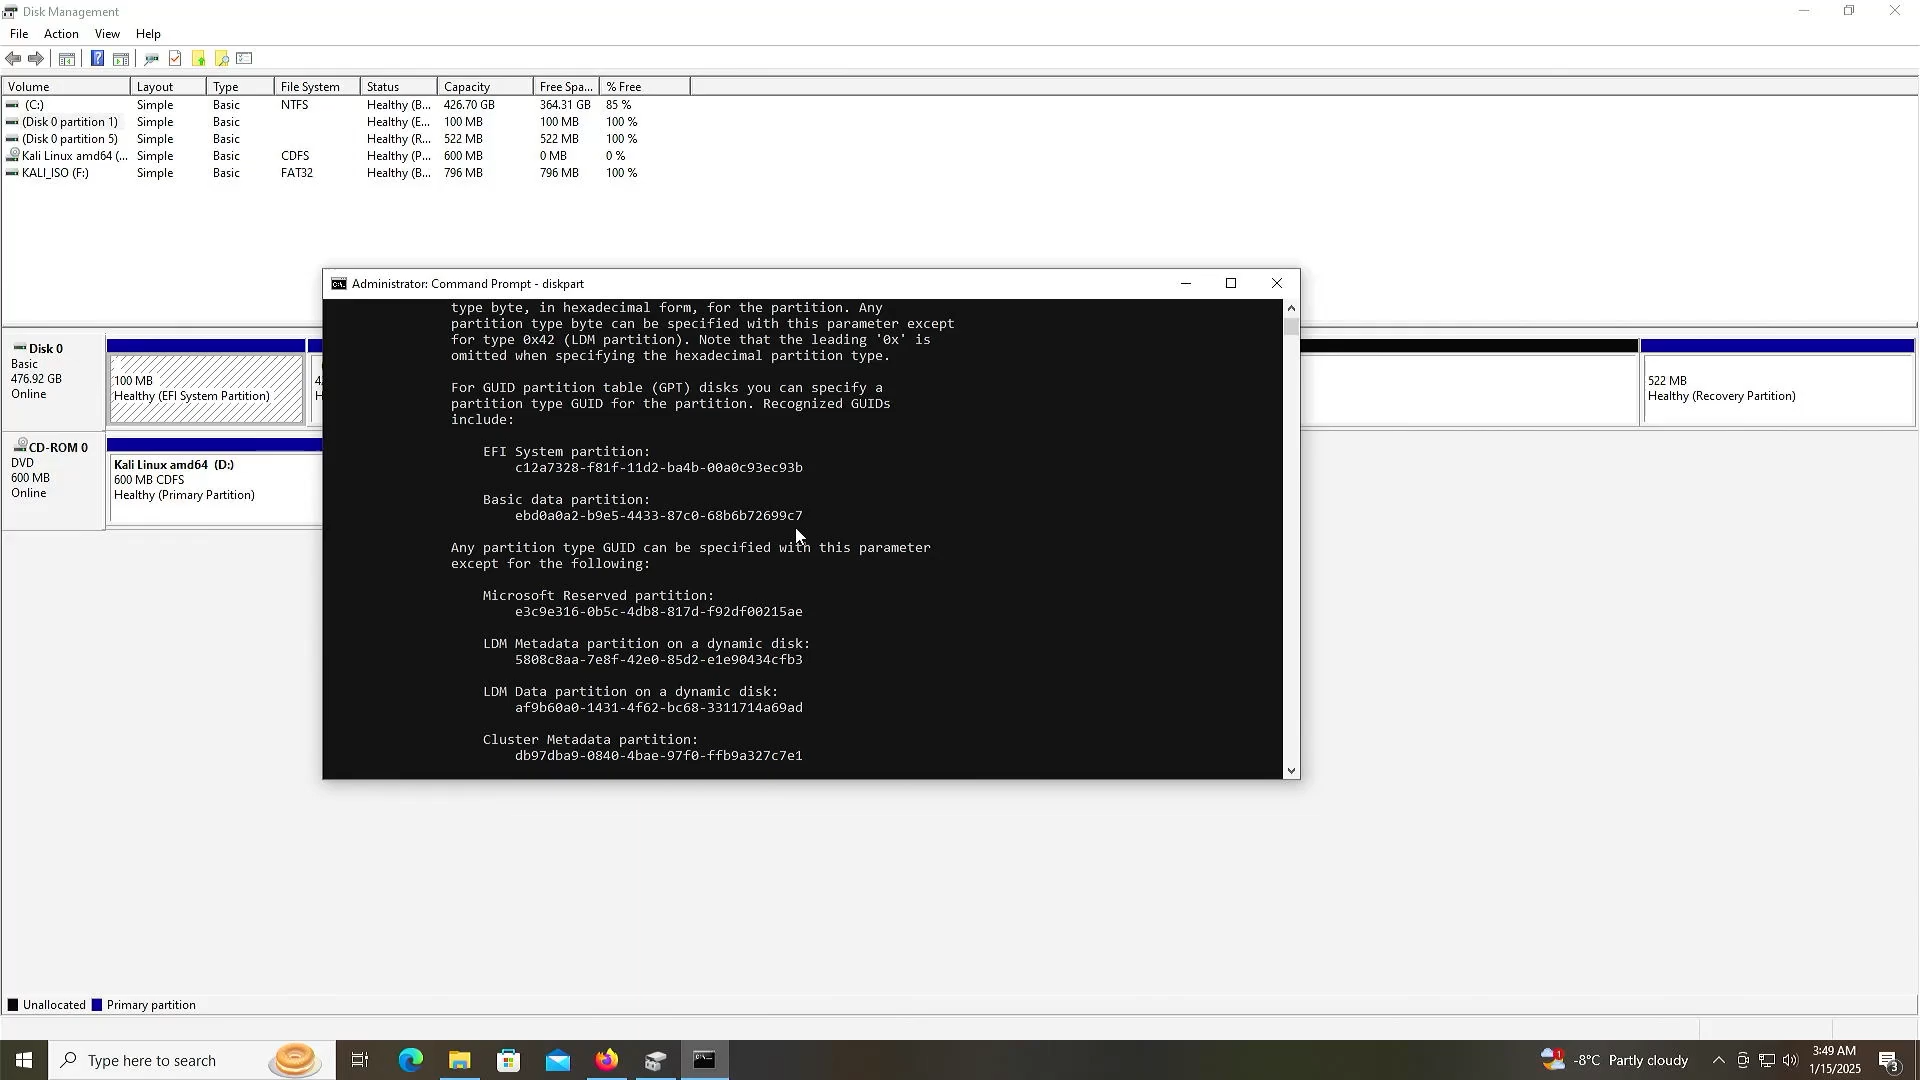 Disk Management
File Action View Help
Volume Layout Type File System Status Capacity Free Spa... % Free
(C:) Simple Basic NTFS Healthy (B... 426.70 GB 364.31 GB 85 %
(Disk 0 partition 1) Simple Basic Healthy (E... 100 MB 100 MB 100 %
(Disk 0 partition 5) Simple Basic Healthy (R... 522 MB 522 MB 100 %
Kali Linux amd64 (... Simple Basic CDFS Healthy (P... 600 MB 0 MB 0 %
KALI_ISO (F:) Simple Basic FAT32 Healthy (B... 796 MB 796 MB 100 %
Administrator: Command Prompt - diskpart
type byte, in hexadecimal form, for the partition. Any
partition type byte can be specified with this parameter except
for type 0x42 (LDM partition). Note that the leading '0x' is
omitted when specifying the hexadecimal partition type.
For GUID partition table (GPT) disks you can specify a
partition type GUID for the partition. Recognized GUIDs
include:
EFI System partition:
c12a7328-f81f-11d2-ba4b-00a0c93ec93b
Basic data partition:
ebd0a0a2-b9e5-4433-87c0-68b6b72699c7
Any partition type GUID can be specified with this parameter
except for the following:
Microsoft Reserved partition:
e3c9e316-0b5c-4db8-817d-f92df00215ae
LDM Metadata partition on a dynamic disk:
5808c8aa-7e8f-42e0-85d2-e1e90434cfb3
LDM Data partition on a dynamic disk:
af9b60a0-1431-4f62-bc68-3311714a69ad
Cluster Metadata partition:
db97dba9-0840-4bae-97f0-ffb9a327c7e1
Disk 0
Basic
476.92 GB
Online
100 MB
Healthy (EFI System Partition)
42
H
522 MB
Healthy (Recovery Partition)
CD-ROM 0
DVD
600 MB
Online
Kali Linux amd64 (D:)
600 MB CDFS
Healthy (Primary Partition)
Unallocated Primary partition
Type here to search
-8°C Partly cloudy
3:49 AM
1/15/2025
1
3